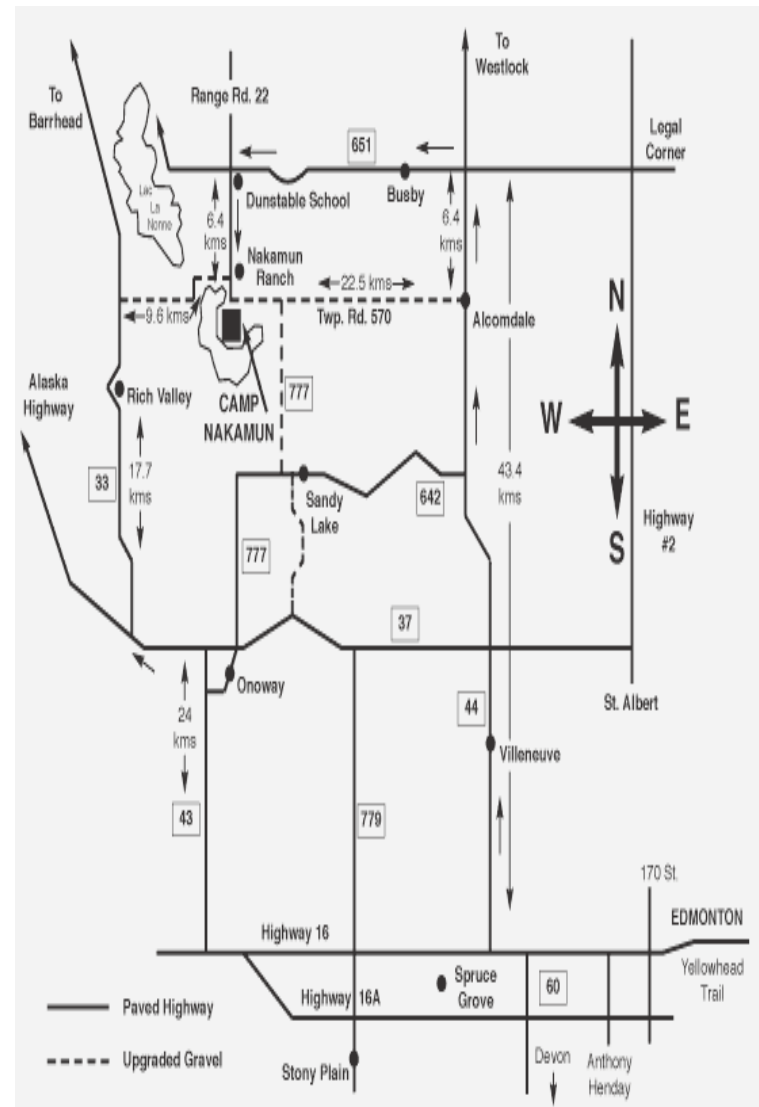 To
Westlock
To
Barrhead
Range Rd. 22
651
Legal
Corner
Lac
La
Nonne
Dunstable School
Busby
6.4
kms
6.4
kms
Nakamun
Ranch
22.5 kms
9.6 kms
Twp. Rd. 570
Alcomdale
N
W
E
S
Alaska
Highway
Rich Valley
CAMP
NAKAMUN
777
33
17.7
kms
Sandy
Lake
642
43.4
kms
Highway
#2
777
37
Onoway
St. Albert
24
kms
44
Villeneuve
43
779
170 St.
EDMONTON
Highway 16
Yellowhead
Trail
Spruce
Grove
60
Highway 16A
Paved Highway
Upgraded Gravel
Stony Plain
Devon
Anthony
Henday